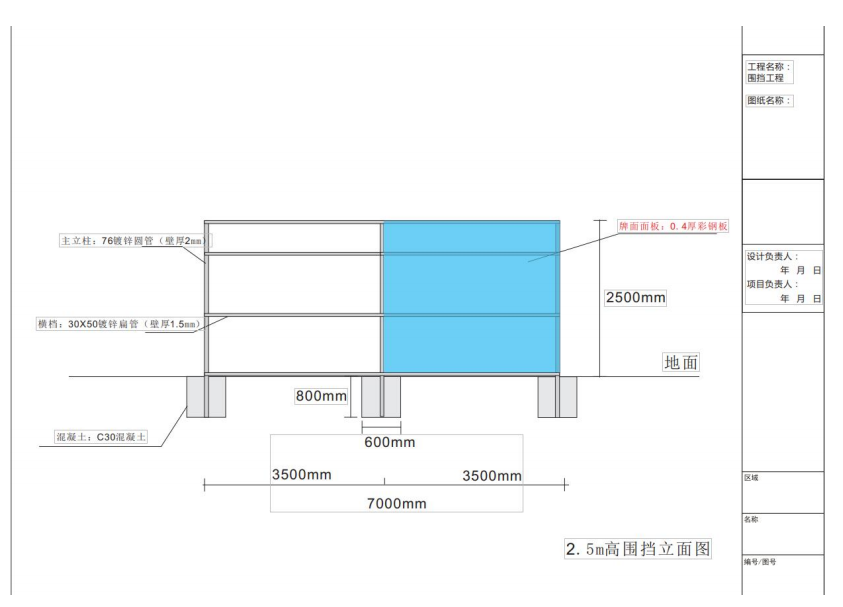 工程名称：
围挡工程
图纸名称：
主立柱：76镀锌圆管（壁厚2mm）
牌面面板：0.4厚彩钢板
设计负责人：
年 月 日
项目负责人：
年 月 日
2500mm
横档：30X50镀锌扁管（壁厚1.5mm）
地面
800mm
混凝土：C30混凝土
600mm
3500mm
3500mm
7000mm
区域
名称
2.5m高围挡立面图
编号/图号